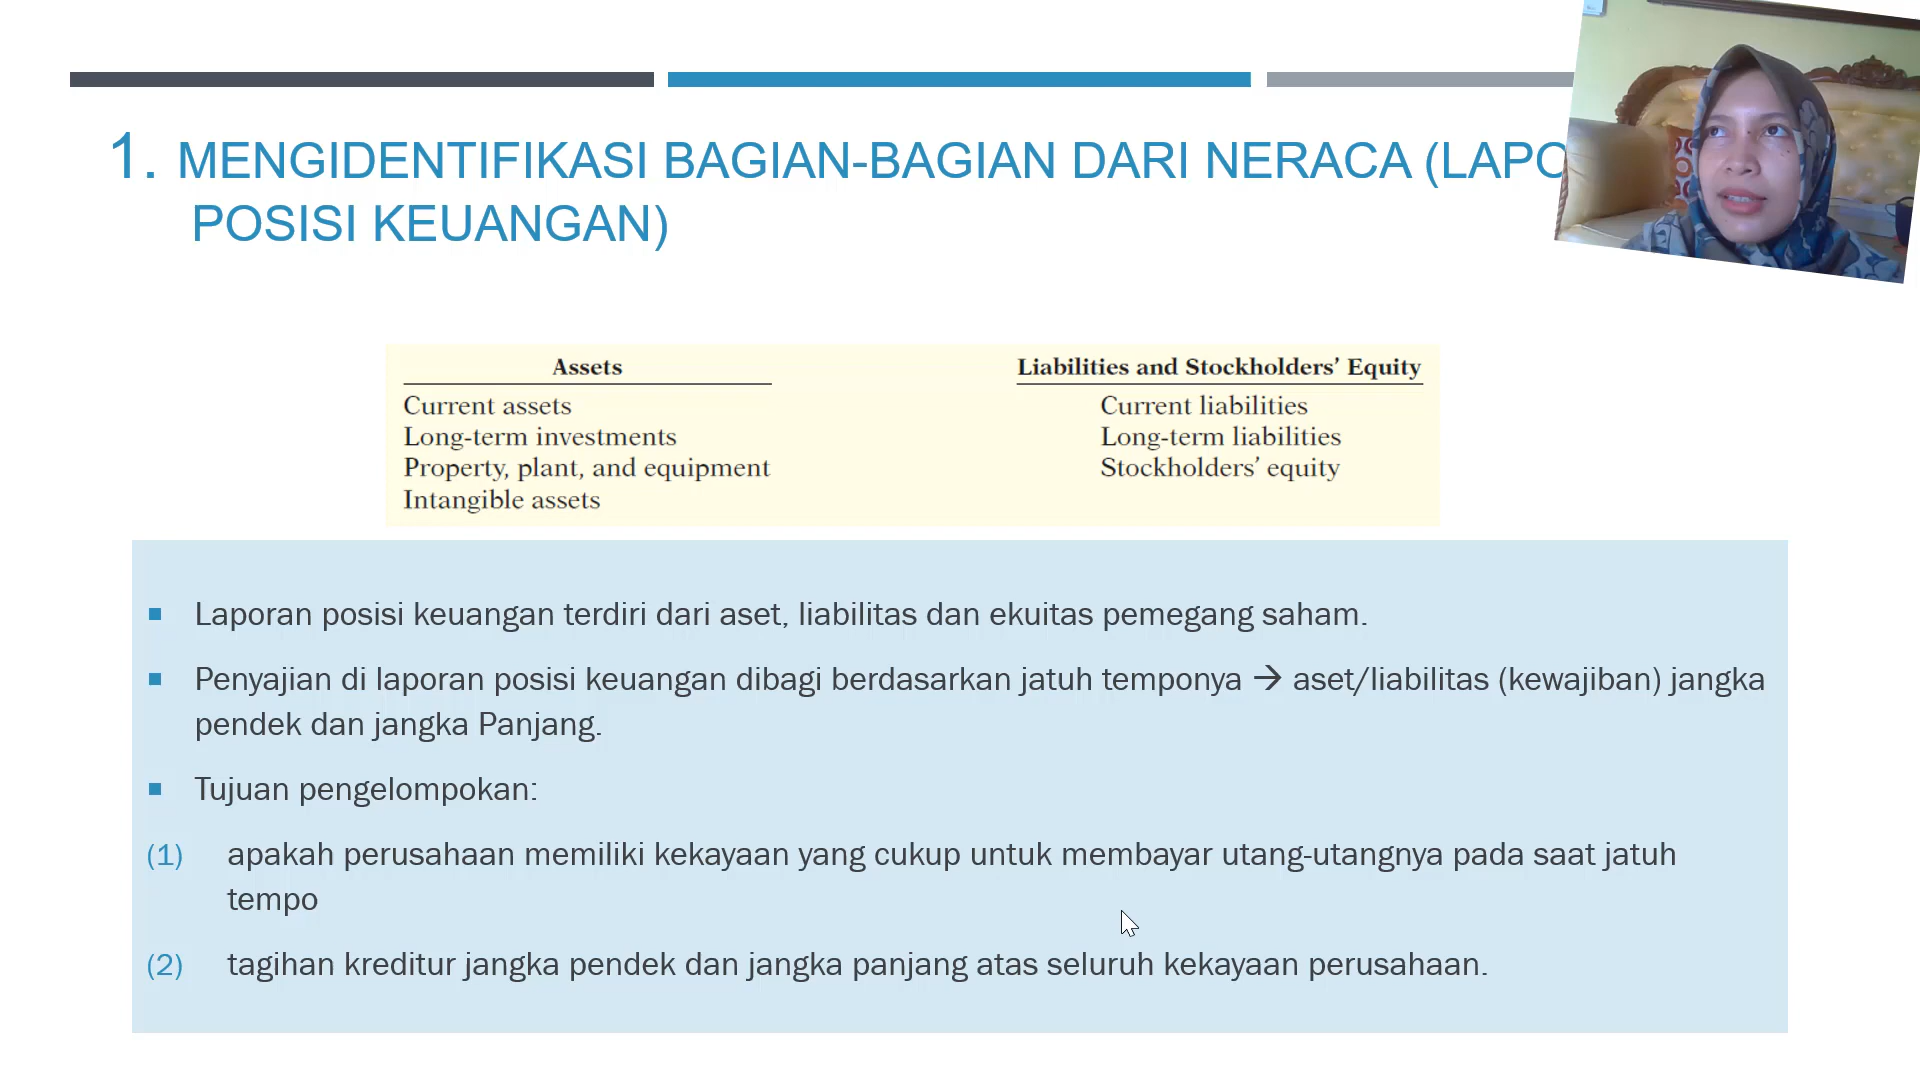 1. MENGIDENTIFIKASI BAGIAN-BAGIAN DARI NERACA (LAPO
POSISI KEUANGAN)
Assets
Liabilities and Stockholders' Equity
Current assets
Current liabilities
Long-term investments
Long-term liabilities
Property, plant, and equipment
Stockholders' equity
Intangible assets
Laporan posisi keuangan terdiri dari aset, liabilitas dan ekuitas pemegang saham.
Penyajian di laporan posisi keuangan dibagi berdasarkan jatuh temponya → aset/liabilitas (kewajiban) jangka
pendek dan jangka Panjang.
Tujuan pengelompokan:
(1) apakah perusahaan memiliki kekayaan yang cukup untuk membayar utang-utangnya pada saat jatuh
tempo
(2) tagihan kreditur jangka pendek dan jangka panjang atas seluruh kekayaan perusahaan.